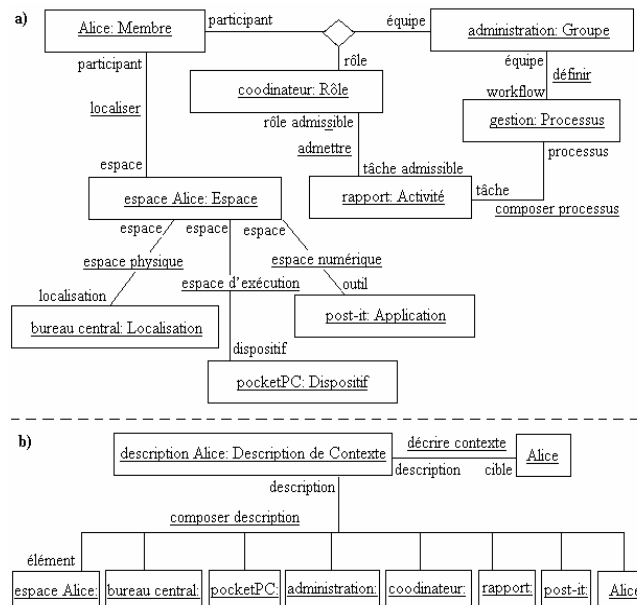 a)
Alice: Membre
participant
équipe
administration: Groupe
participant
rôle
équipe
définir
localiser
coodinateur: Rôle
workflow
rôle admissible
gestion: Processus
admettre
processus
espace
tâche admissible
espace Alice: Espace
rapport: Activité
tâche
composer processus
espace
espace
espace
espace physique
espace numérique
espace d'exécution
localisation
outil
bureau central: Localisation
post-it: Application
dispositif
pocketPC: Dispositif
b)
description Alice: Description de Contexte
décrire contexte
Alice
description
cible
description
composer description
élément
espace Alice:
bureau central:
pocketPC:
administration:
coodinateur:
rapport:
post-it:
Alice